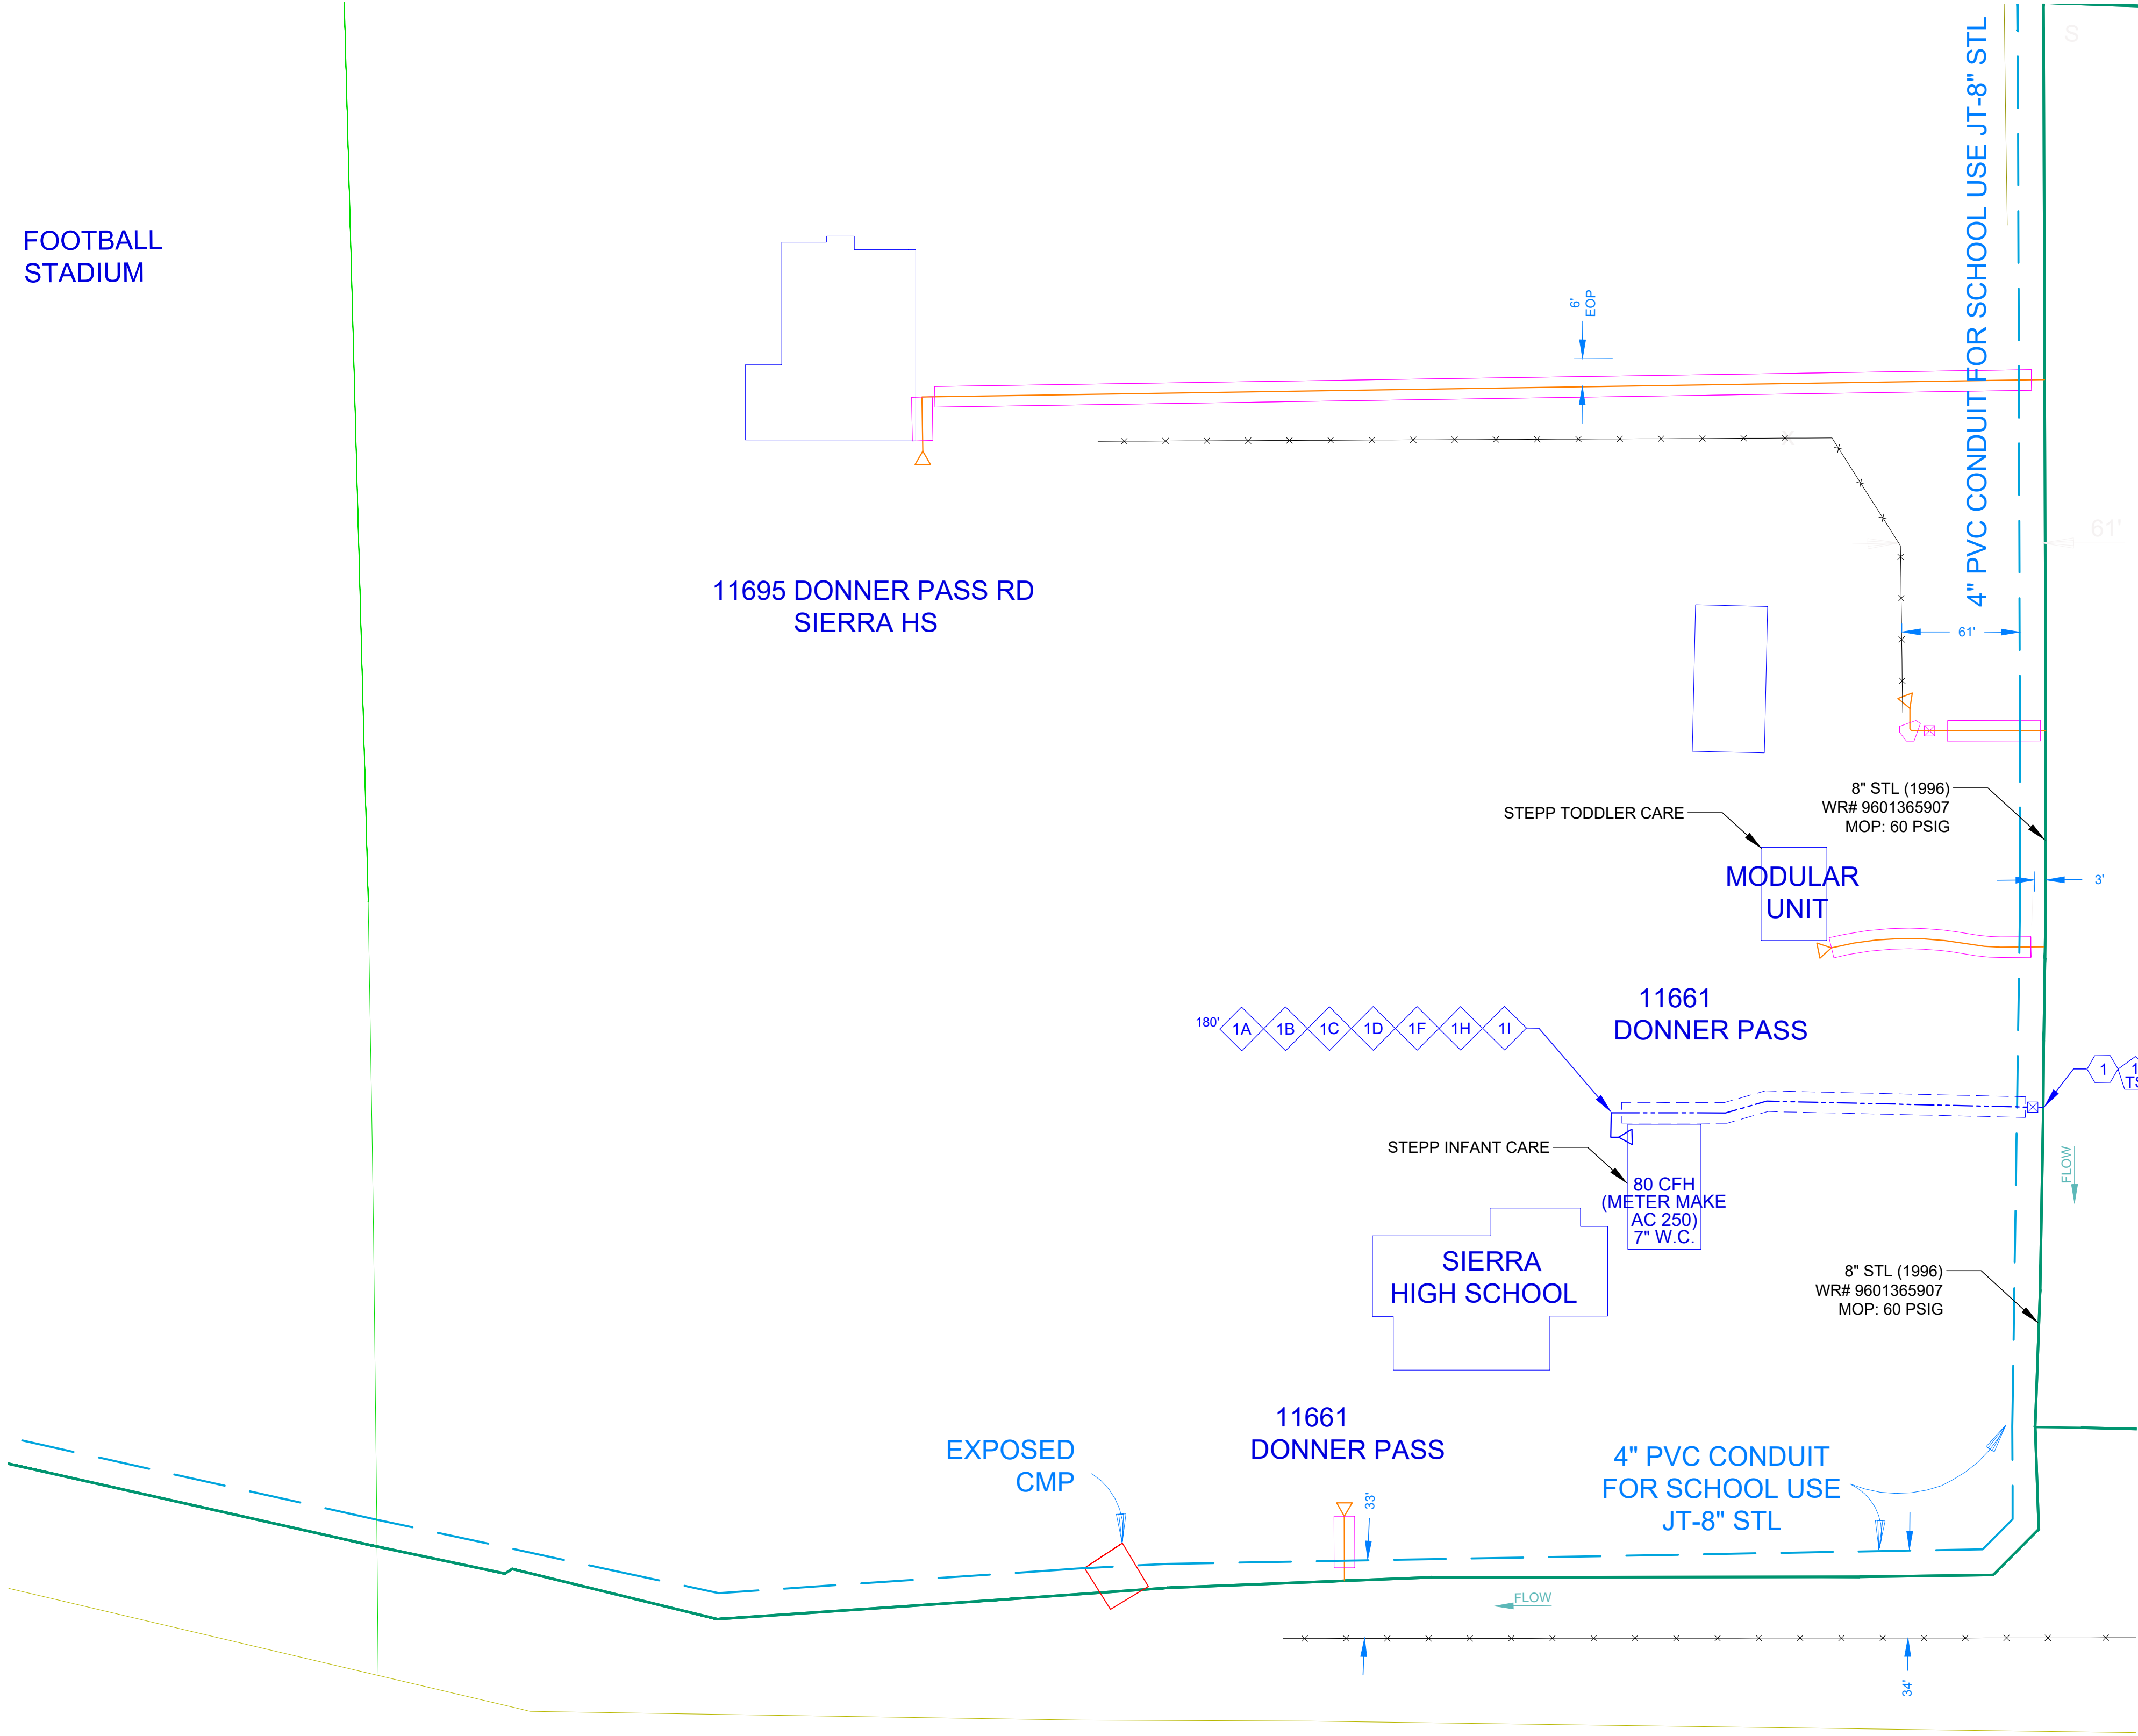 S
4" PVC CONDUIT FOR SCHOOL USE JT-8" STL
FOOTBALL
STADIUM
6'
EOP
61'
11695 DONNER PASS RD
SIERRA HS
61'
8" STL (1996)
WR# 9601365907
MOP: 60 PSIG
STEPP TODDLER CARE
MODULAR
UNIT
3'
11661
DONNER PASS
180' 1A 1B 1C 1D 1F 1H 1I
1
FLOW
STEPP INFANT CARE
80 CFH
(METER MAKE
AC 250)
7" W.C.
SIERRA
HIGH SCHOOL
8" STL (1996)
WR# 9601365907
MOP: 60 PSIG
11661
DONNER PASS
EXPOSED
CMP
4" PVC CONDUIT
FOR SCHOOL USE
JT-8" STL
33'
FLOW
34'